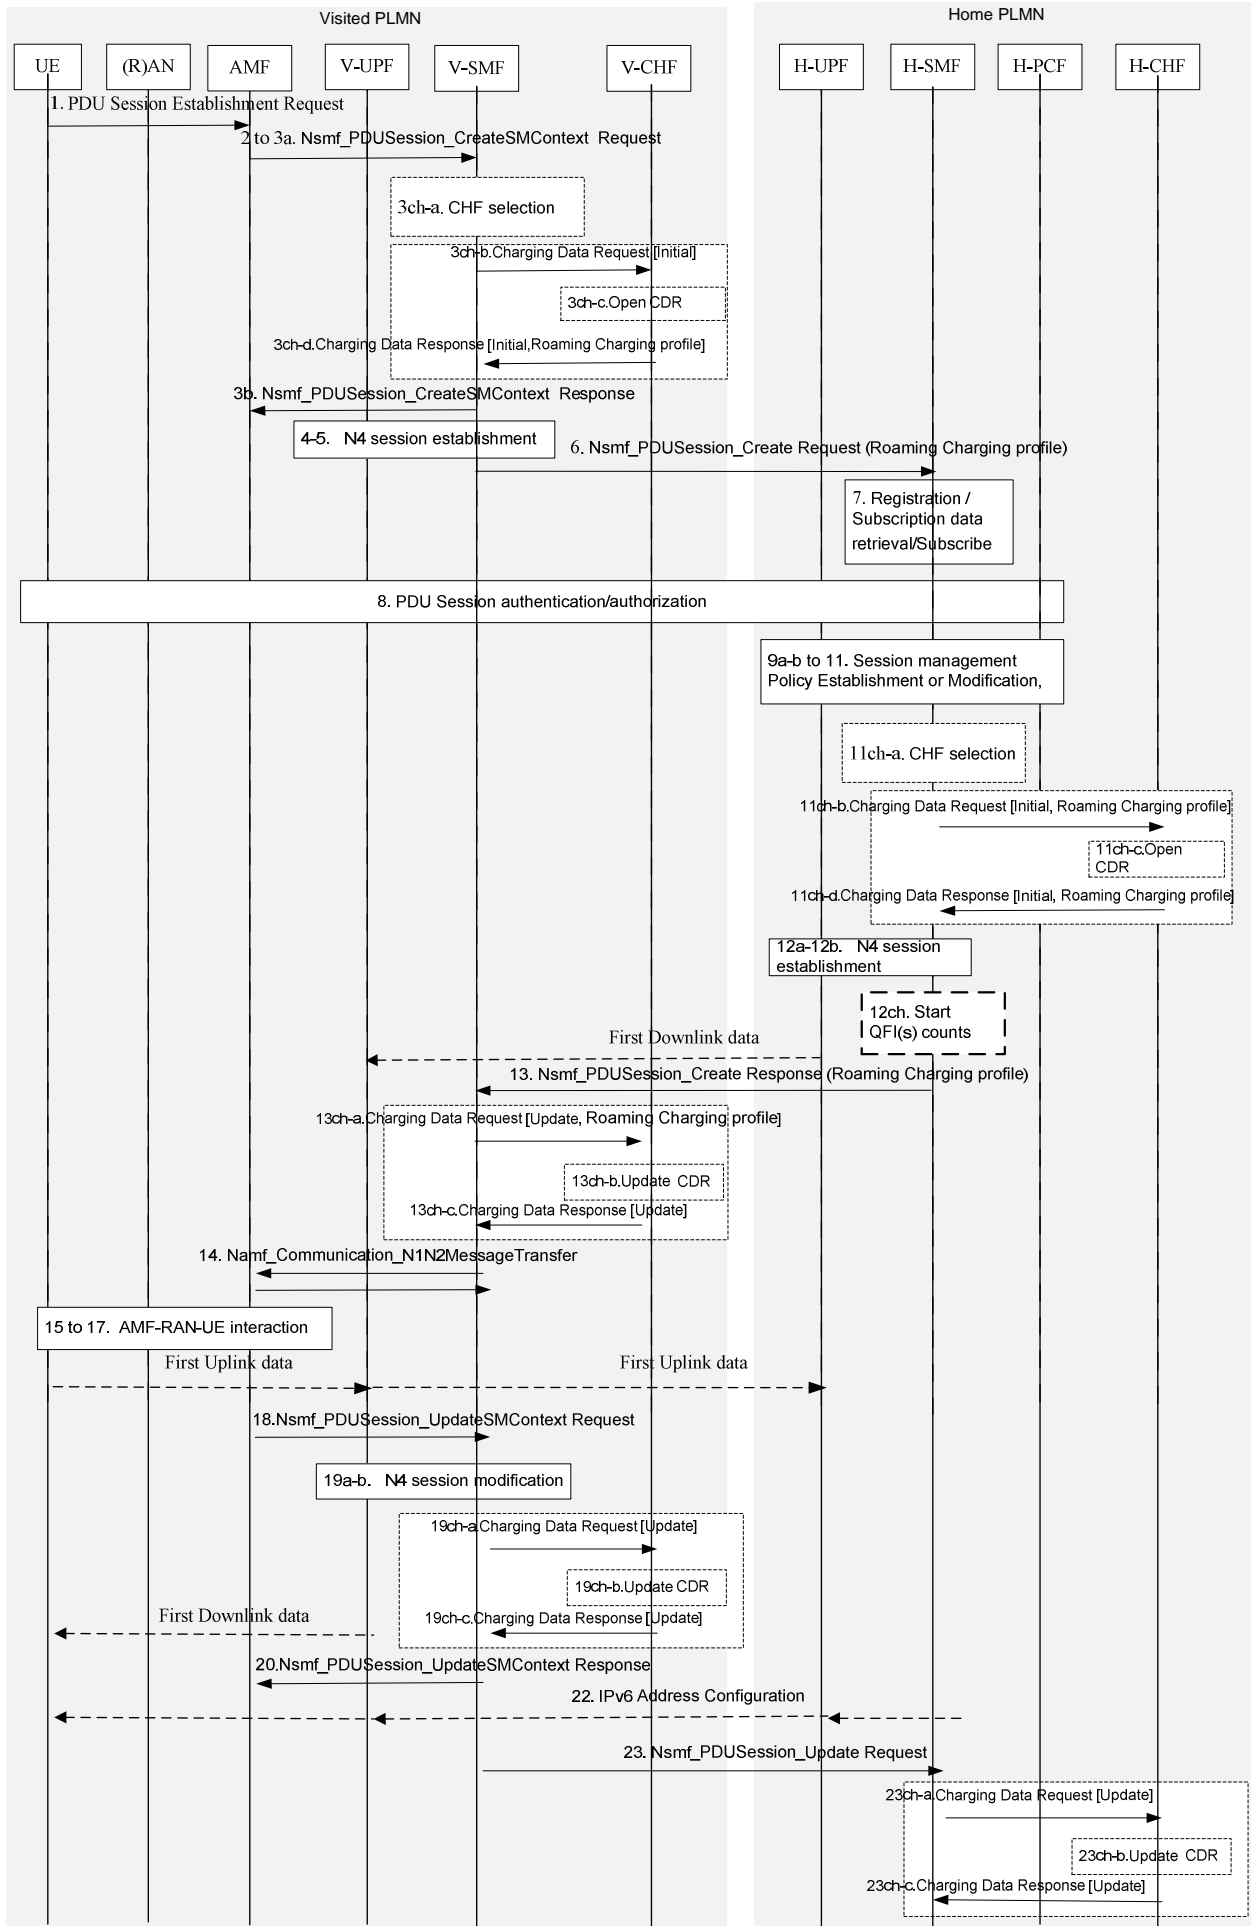 Visited PLMN
Home PLMN
UE
(R)AN
AMF
V-UPF
V-SMF
V-CHF
H-UPF
H-SMF
H-PCF
H-CHF
1. PDU Session Establishment Request
2 to 3a. Nsmf_PDUSession_CreateSMContext Request
3ch-a. CHF selection
3ch-b.Charging Data Request [Initial]
3ch-c.Open CDR
3ch-d.Charging Data Response [Initial,Roaming Charging profile]
3b. Nsmf_PDUSession_CreateSMContext Response
4-5. N4 session establishment
6. Nsmf_PDUSession_Create Request (Roaming Charging profile)
7. Registration /
Subscription data
retrieval/Subscribe
8. PDU Session authentication/authorization
9a-b to 11. Session management
Policy Establishment or Modification,
11ch-a. CHF selection
11ch-b.Charging Data Request [Initial, Roaming Charging profile]
11ch-c.Open
CDR
11ch-d.Charging Data Response [Initial, Roaming Charging profile]
12a-12b. N4 session
establishment
12ch. Start
QFI(s) counts
First Downlink data
13. Nsmf_PDUSession_Create Response (Roaming Charging profile)
13ch-a.Charging Data Request [Update, Roaming Charging profile]
13ch-b.Update CDR
13ch-c.Charging Data Response [Update]
14. Namf_Communication_N1N2MessageTransfer
15 to 17. AMF-RAN-UE interaction
First Uplink data
First Uplink data
18.Nsmf_PDUSession_UpdateSMContext Request
19a-b. N4 session modification
19ch-a.Charging Data Request [Update]
19ch-b.Update CDR
First Downlink data
19ch-c.Charging Data Response [Update]
20.Nsmf_PDUSession_UpdateSMContext Response
22. IPv6 Address Configuration
23. Nsmf_PDUSession_Update Request
23ch-a.Charging Data Request [Update]
23ch-b.Update CDR
23ch-c.Charging Data Response [Update]